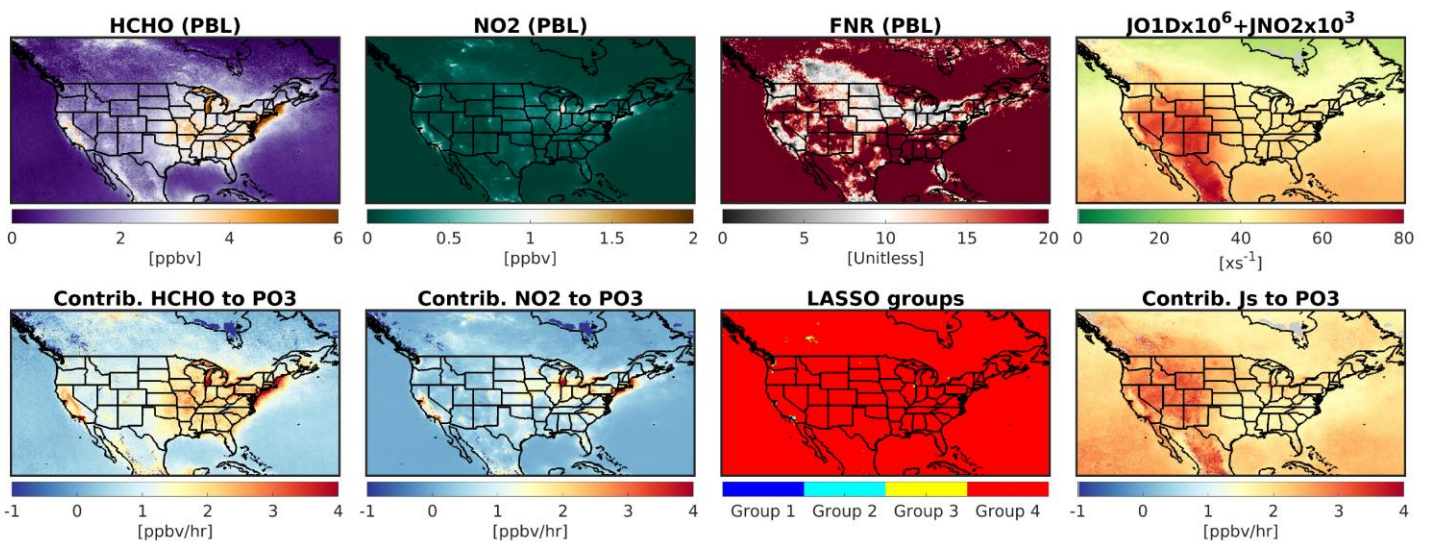 HCHO (PBL)
NO2 (PBL)
FNR (PBL)
JO1Dx10⁶+JNO2x10³
0 2 4 6
0 0.5 1 1.5 2
0 5 10 15 20
0 20 40 60 80
[ppbv]
[ppbv]
[Unitless]
[xs⁻¹]
Contrib. HCHO to PO3
Contrib. NO2 to PO3
LASSO groups
Contrib. Js to PO3
-1 0 1 2 3 4
-1 0 1 2 3 4
Group 1 Group 2 Group 3 Group 4
-1 0 1 2 3 4
[ppbv/hr]
[ppbv/hr]
[ppbv/hr]